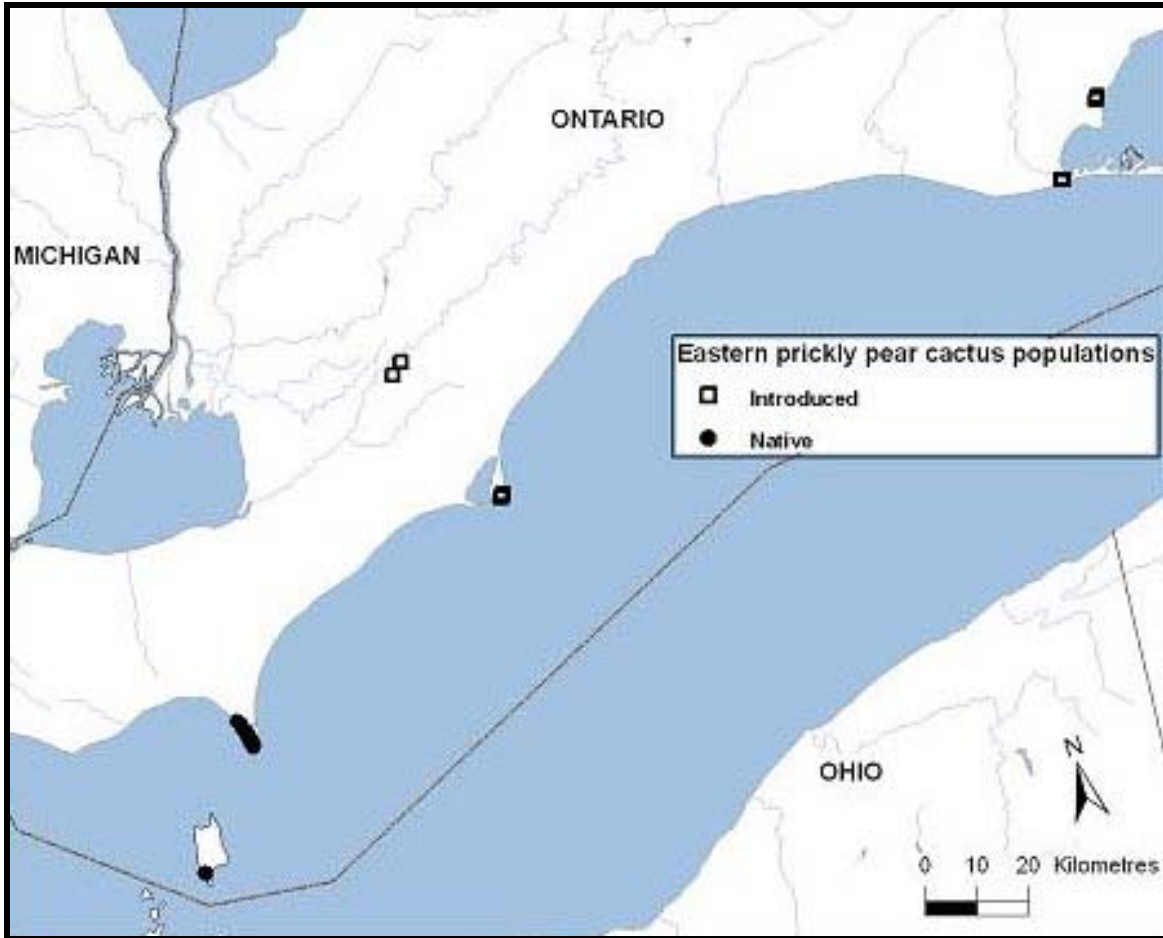 ONTARIO
MICHIGAN
Eastern prickly pear cactus populations
Introduced
Native
OHIO
N
0 10 20 Kilometres